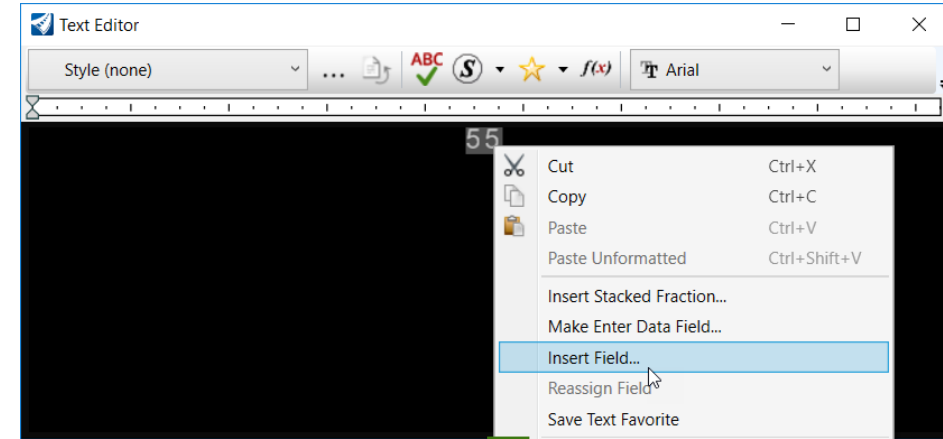 Text Editor
Style (none) ... ABC S f(x) Tr Arial
55
Cut Ctrl+X
Copy Ctrl+C
Paste Ctrl+V
Paste Unformatted Ctrl+Shift+V
Insert Stacked Fraction...
Make Enter Data Field...
Insert Field...
Reassign Field
Save Text Favorite